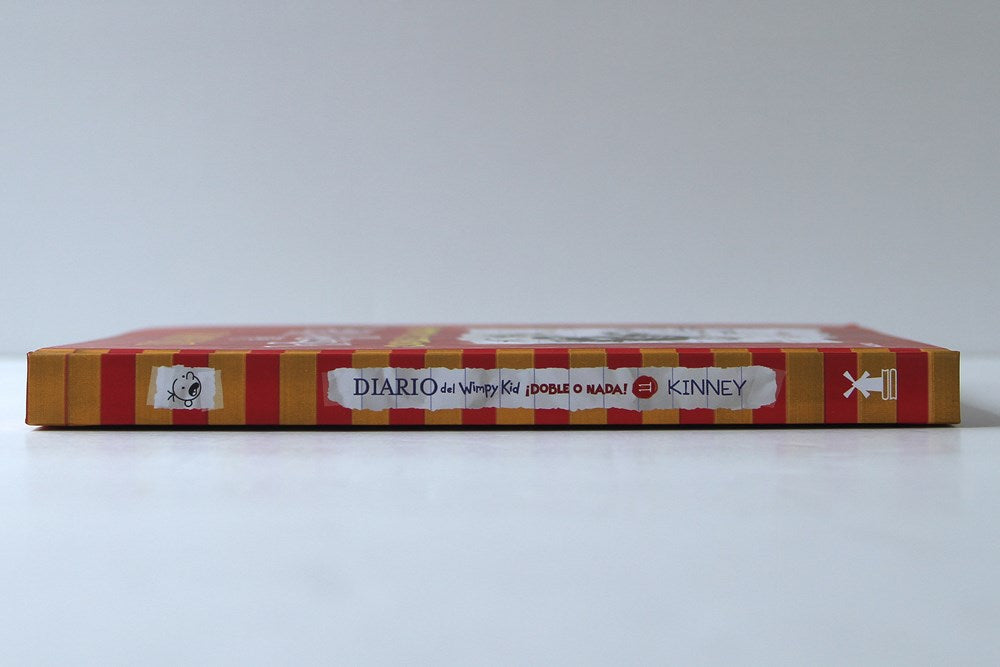 DIARIO del Wimpy Kid ¡DOBLE O NADA! 11 KINNEY